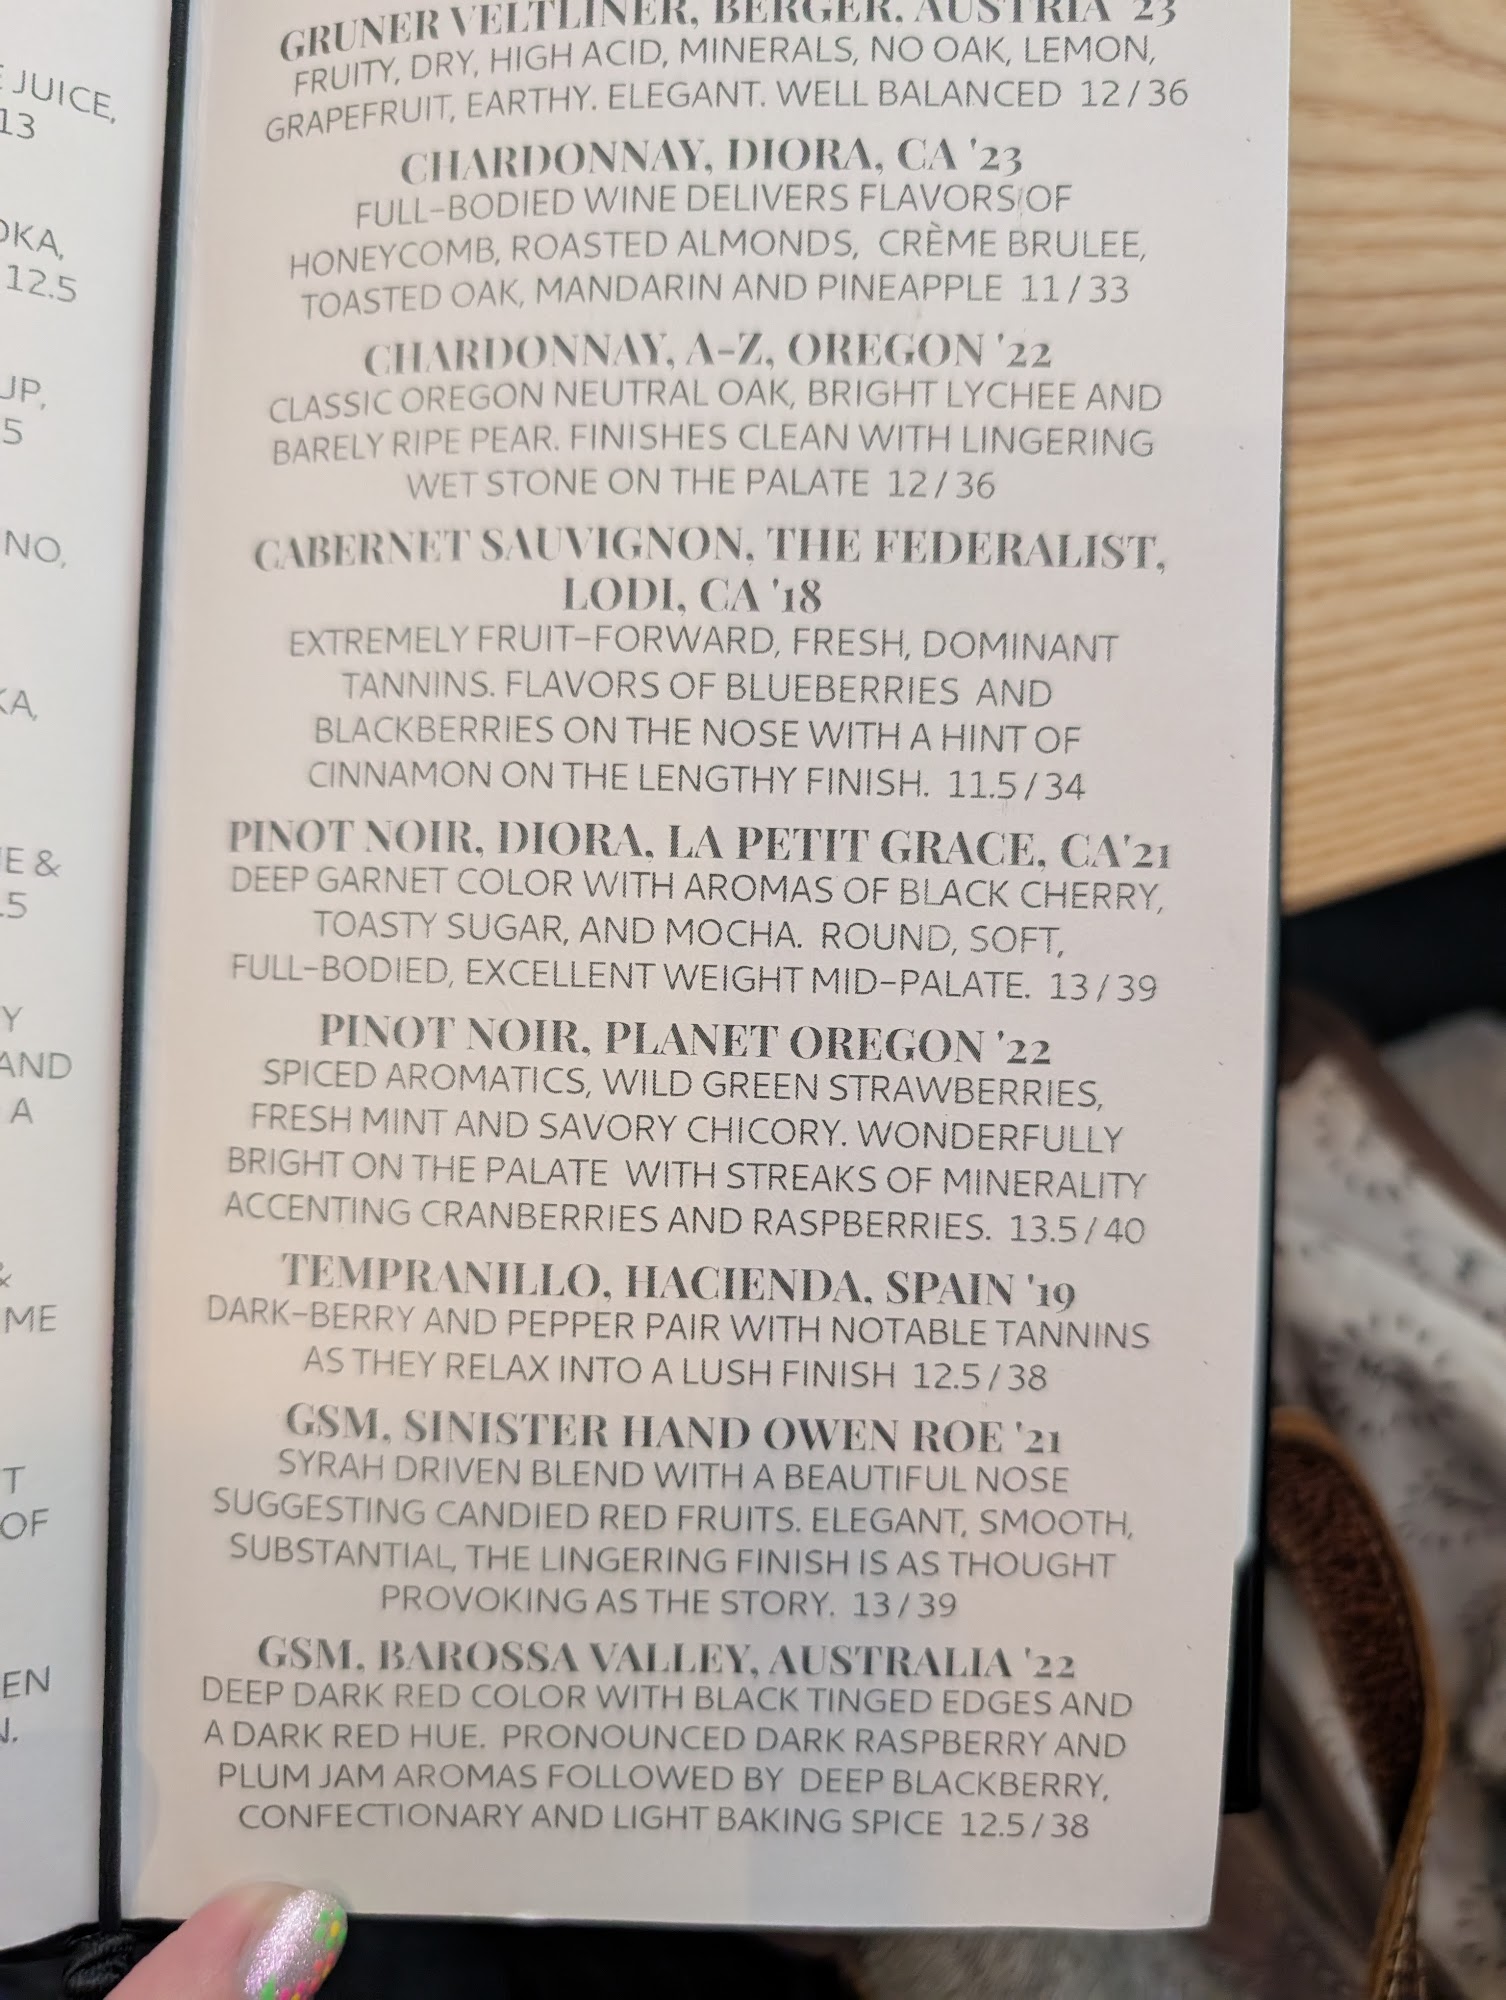 JUICE,
13
12.5
UP,
NO,
& 
AND
A
&
ME
T
OF
EN
GRUNER VELTLINER, BERGER, AUSTRIA '23
FRUITY, DRY, HIGH ACID, MINERALS, NO OAK, LEMON,
GRAPEFRUIT, EARTHY. ELEGANT. WELL BALANCED 12/36
CHARDONNAY, DIORA, CA '23
FULL-BODIED WINE DELIVERS FLAVORS OF
HONEYCOMB, ROASTED ALMONDS, CRÈME BRULEE,
TOASTED OAK, MANDARIN AND PINEAPPLE 11/33
CHARDONNAY, A-Z, OREGON '22
CLASSIC OREGON NEUTRAL OAK, BRIGHT LYCHEE AND
BARELY RIPE PEAR. FINISHES CLEAN WITH LINGERING
WET STONE ON THE PALATE 12/36
CABERNET SAUVIGNON, THE FEDERALIST,
LODI, CA '18
EXTREMELY FRUIT-FORWARD, FRESH, DOMINANT
TANNINS. FLAVORS OF BLUEBERRIES AND
BLACKBERRIES ON THE NOSE WITH A HINT OF
CINNAMON ON THE LENGTHY FINISH. 11.5/34
PINOT NOIR, DIORA, LA PETIT GRACE, CA'21
DEEP GARNET COLOR WITH AROMAS OF BLACK CHERRY,
TOASTY SUGAR, AND MOCHA. ROUND, SOFT,
FULL-BODIED, EXCELLENT WEIGHT MID-PALATE. 13/39
PINOT NOIR, PLANET OREGON '22
SPICED AROMATICS, WILD GREEN STRAWBERRIES,
FRESH MINT AND SAVORY CHICORY. WONDERFULLY
BRIGHT ON THE PALATE WITH STREAKS OF MINERALITY
ACCENTING CRANBERRIES AND RASPBERRIES. 13.5/40
TEMPRANILLO, HACIENDA, SPAIN '19
DARK-BERRY AND PEPPER PAIR WITH NOTABLE TANNINS
AS THEY RELAX INTO A LUSH FINISH 12.5/38
GSM, SINISTER HAND OWEN ROE '21
SYRAH DRIVEN BLEND WITH A BEAUTIFUL NOSE
SUGGESTING CANDIED RED FRUITS. ELEGANT, SMOOTH,
SUBSTANTIAL, THE LINGERING FINISH IS AS THOUGHT
PROVOKING AS THE STORY. 13/39
GSM, BAROSSA VALLEY, AUSTRALIA '22
DEEP DARK RED COLOR WITH BLACK TINGED EDGES AND
A DARK RED HUE. PRONOUNCED DARK RASPBERRY AND
PLUM JAM AROMAS FOLLOWED BY DEEP BLACKBERRY,
CONFECTIONARY AND LIGHT BAKING SPICE 12.5/38